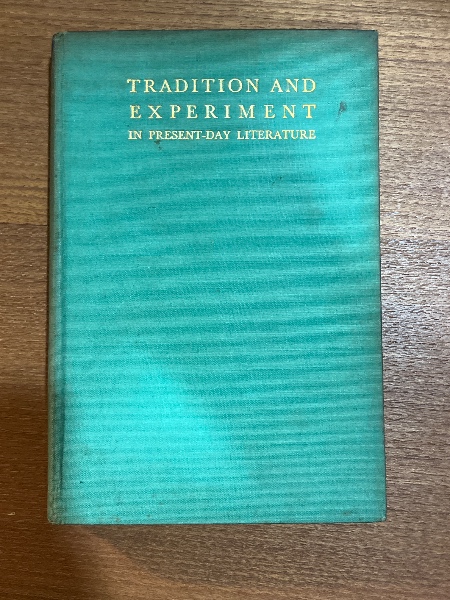 TRADITION AND
EXPERIMENT
IN PRESENT-DAY LITERATURE